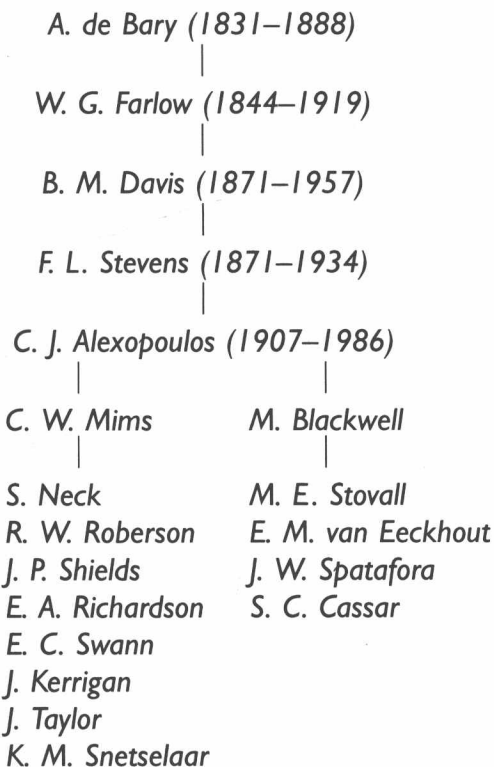 A. de Bary (1831–1888)
W. G. Farlow (1844–1919)
B. M. Davis (1871–1957)
F. L. Stevens (1871–1934)
C. J. Alexopoulos (1907–1986)
C. W. Mims
M. Blackwell
S. Neck
R. W. Roberson
J. P. Shields
E. A. Richardson
E. C. Swann
J. Kerrigan
J. Taylor
K. M. Snetselaar
M. E. Stovall
E. M. van Eeckhout
J. W. Spatafora
S. C. Cassar